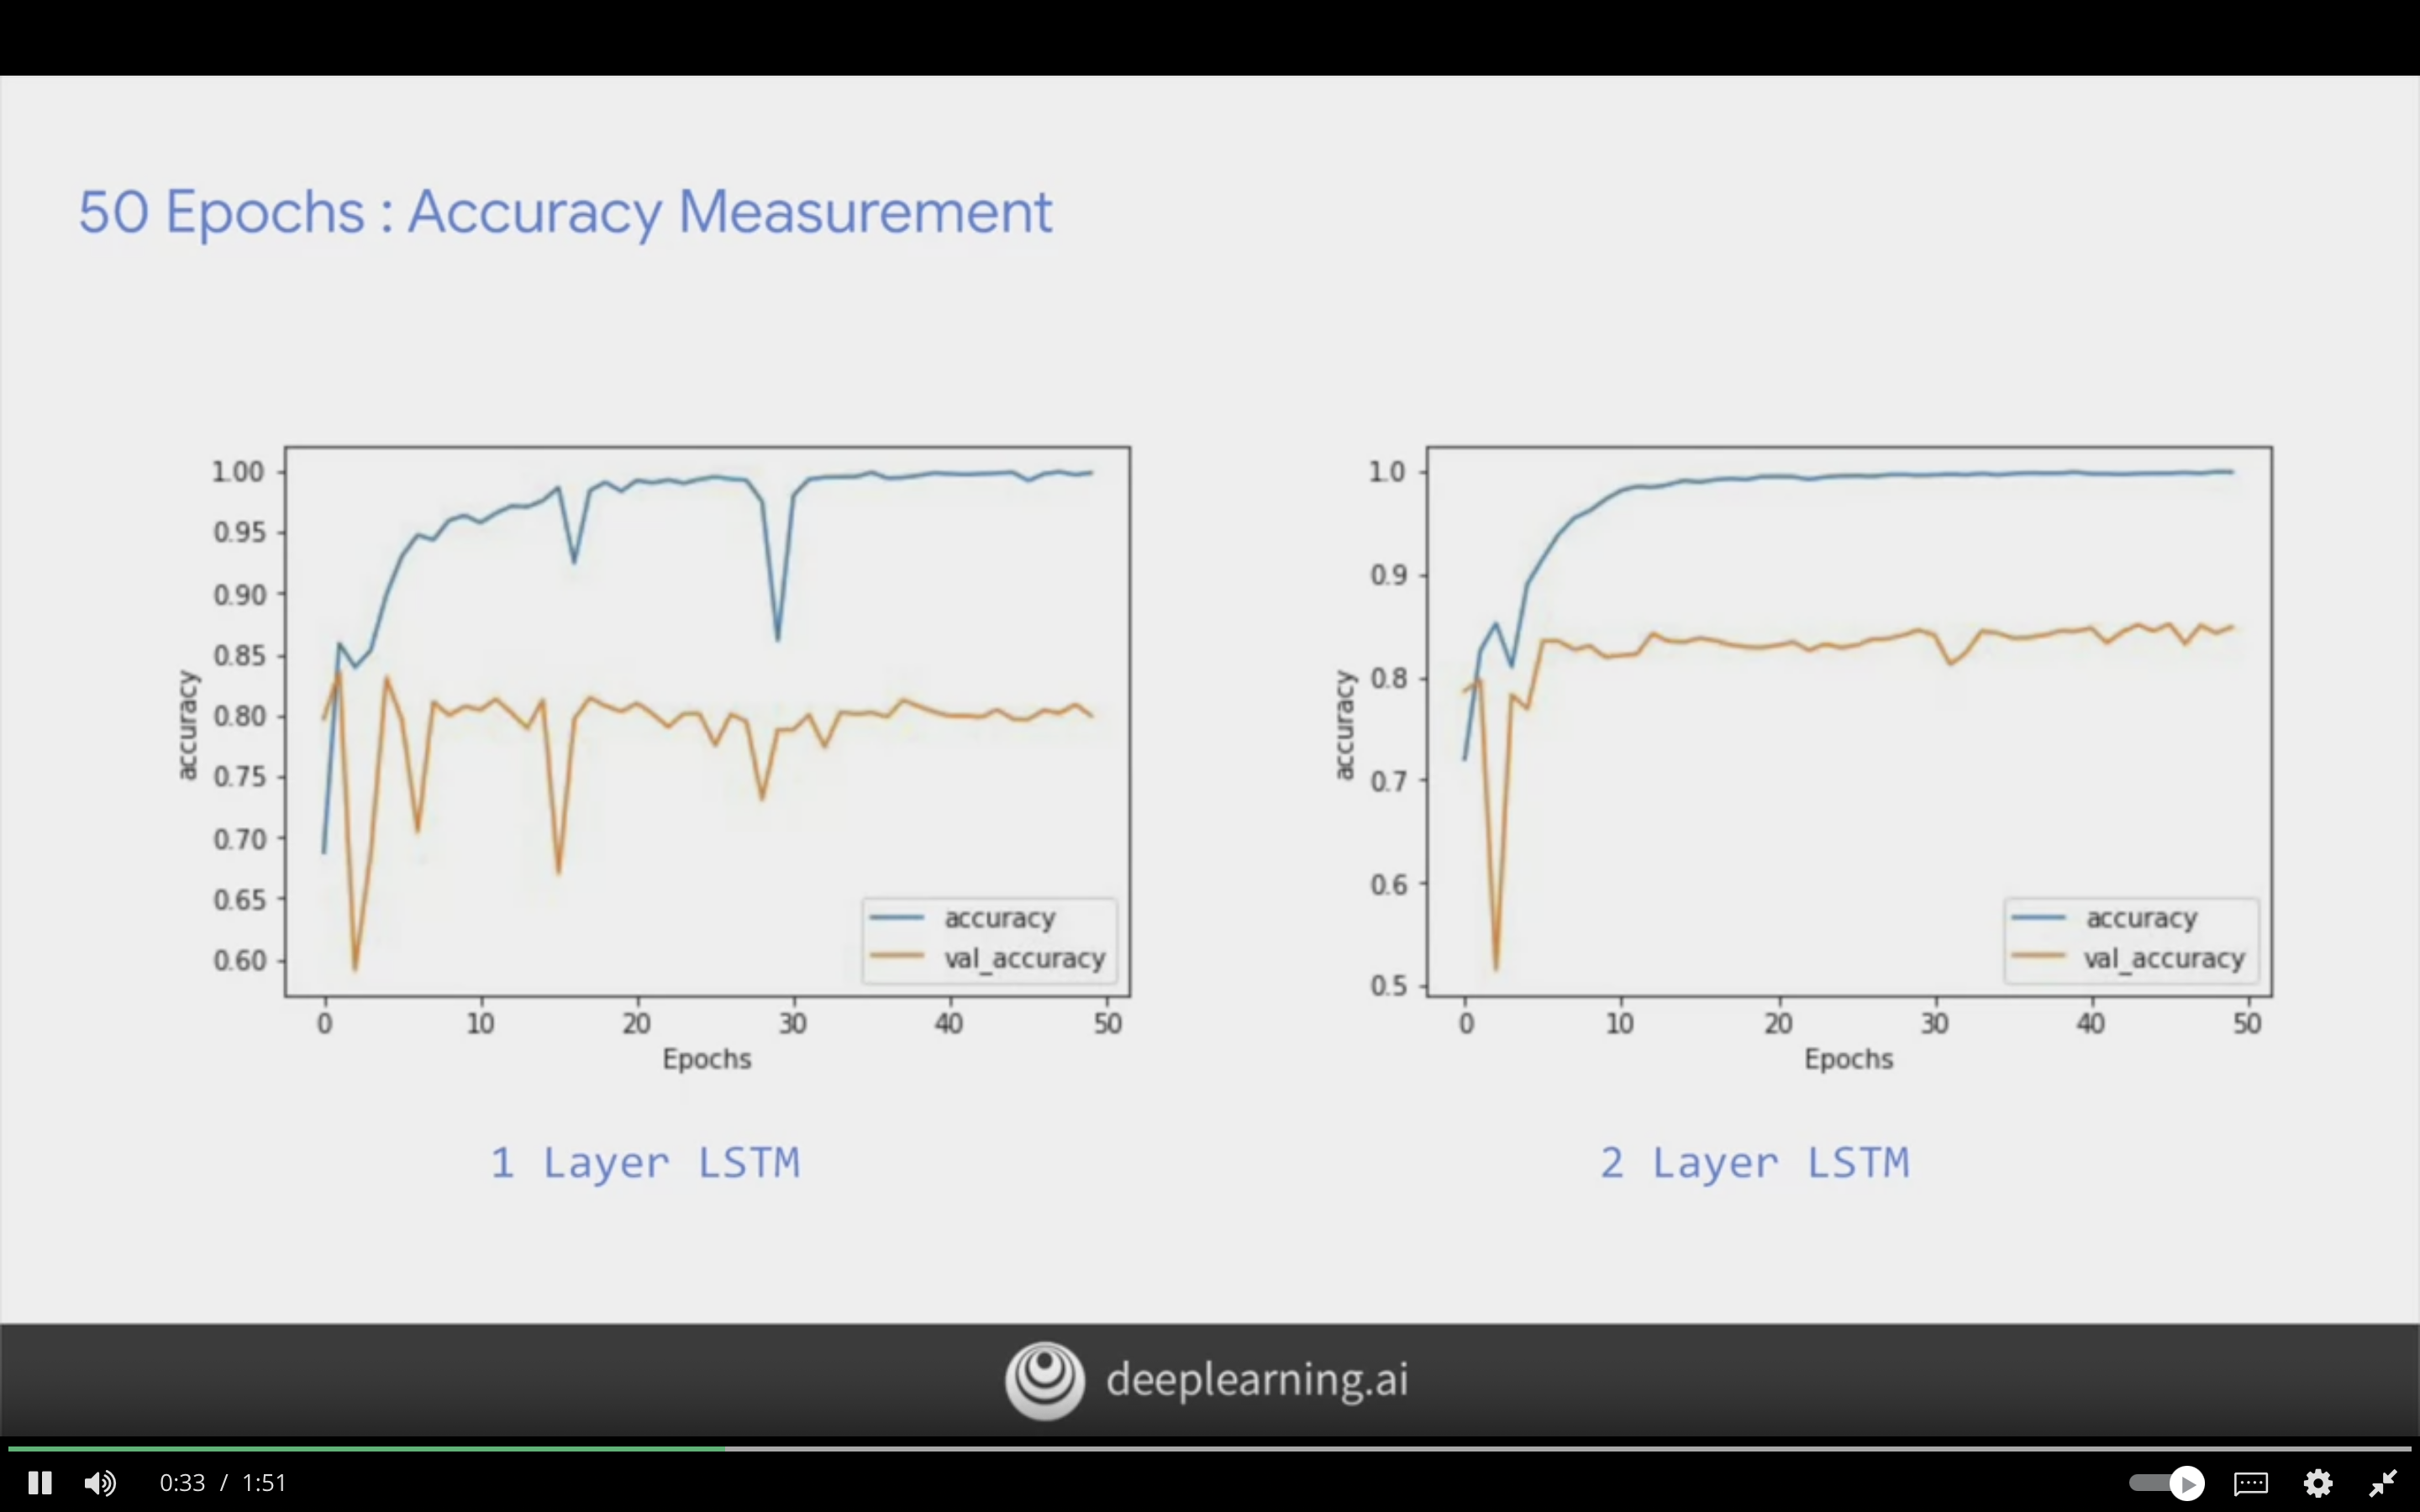 50 Epochs : Accuracy Measurement
1.00
0.95
0.90
0.85
0.80
0.75
0.70
0.65
0.60
accuracy
0 10 20 30 40 50
Epochs
accuracy
val_accuracy
1 Layer LSTM
1.0
0.9
0.8
0.7
0.6
0.5
accuracy
0 10 20 30 40 50
Epochs
accuracy
val_accuracy
2 Layer LSTM
deeplearning.ai
0:33 / 1:51